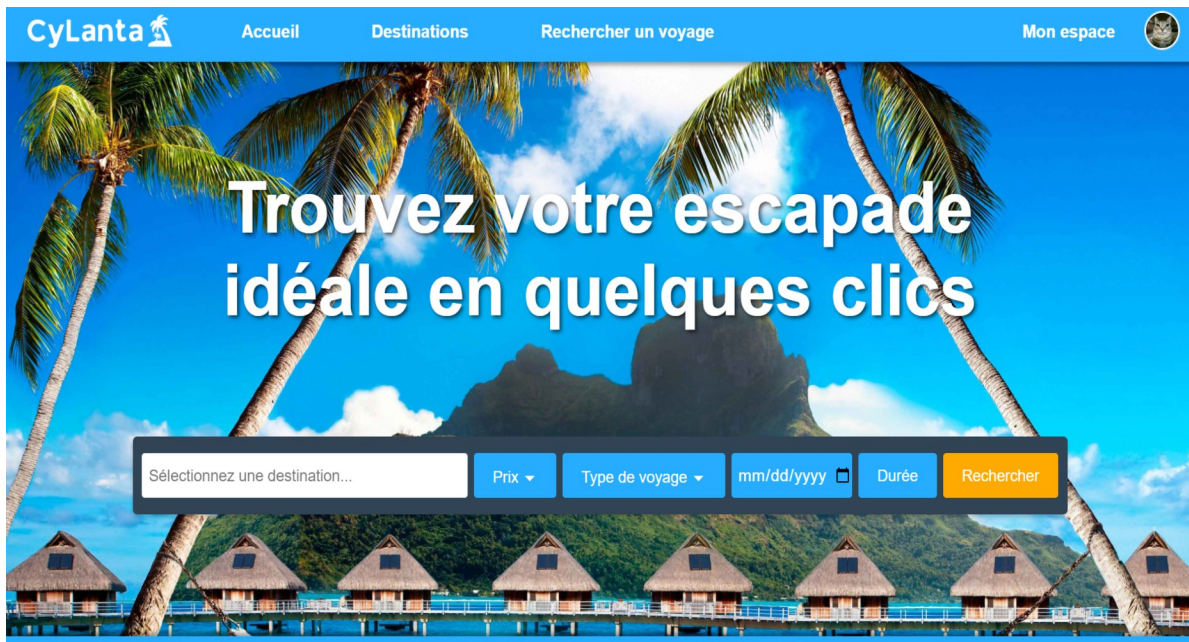 CyLanta Accueil Destinations Rechercher un voyage Mon espace
Trouvez votre escapade
idéale en quelques clics
Sélectionnez une destination... Prix Type de voyage mm/dd/yyyy Durée Rechercher